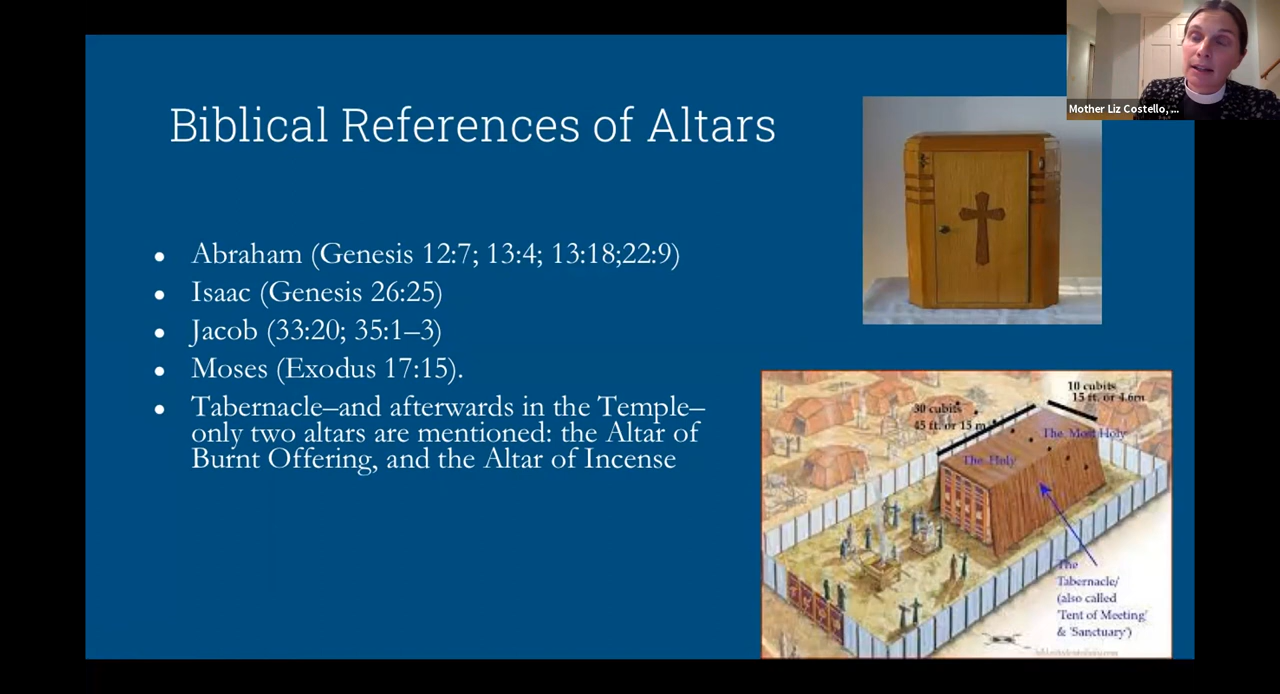 Mother Liz Costello, ...
Biblical References of Altars
• Abraham (Genesis 12:7; 13:4; 13:18;22:9)
• Isaac (Genesis 26:25)
• Jacob (33:20; 35:1–3)
• Moses (Exodus 17:15).
• Tabernacle–and afterwards in the Temple–
only two altars are mentioned: the Altar of
Burnt Offering, and the Altar of Incense
10 cubits
15 ft. or 4.6m
30 cubits
45 ft. or 15 m
The Most Holy
The Holy
The
Tabernacle/
(also called
'Tent of Meeting'
& 'Sanctuary')